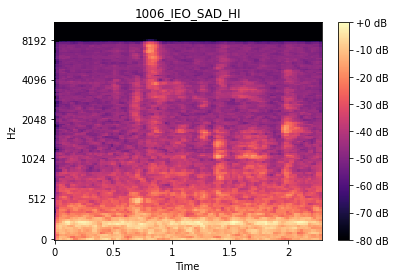 1006_IEO_SAD_HI
Hz
8192
4096
2048
1024
512
0
0 0.5 1 1.5 2
Time
+0 dB
-10 dB
-20 dB
-30 dB
-40 dB
-50 dB
-60 dB
-70 dB
-80 dB